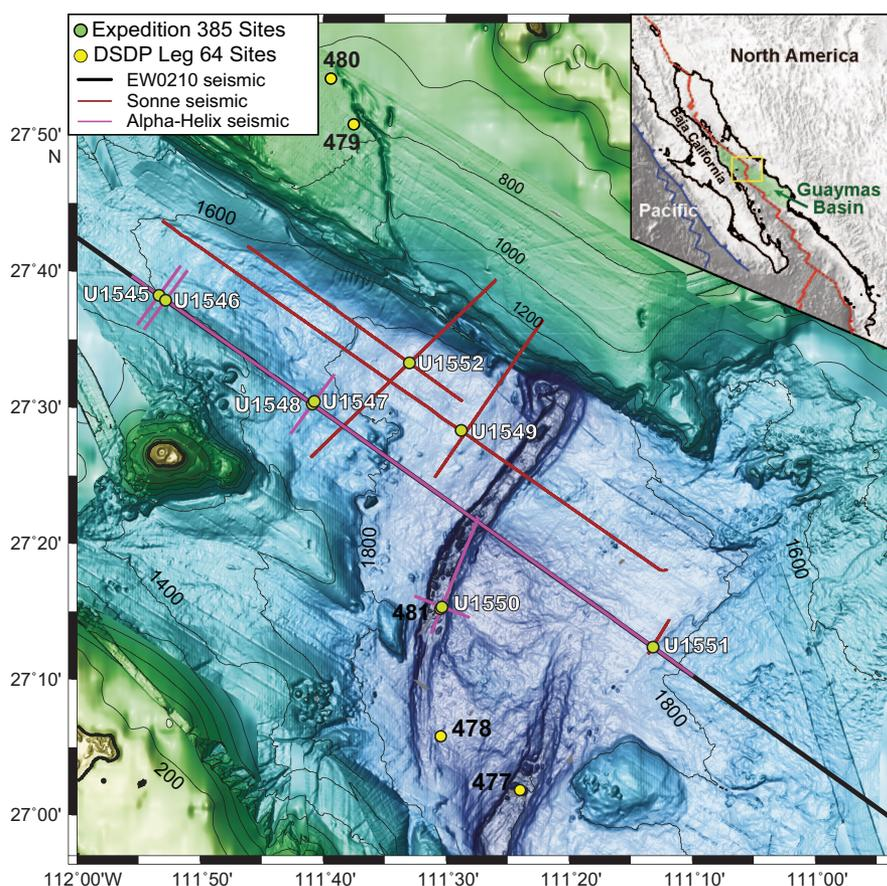 Expedition 385 Sites
DSDP Leg 64 Sites
EW0210 seismic
Sonne seismic
Alpha-Helix seismic
North America
Baja California
Pacific
Guaymas
Basin
480
479
27°50'
N
800
1600
1000
27°40'
U1545
U1546
1200
U1552
27°30'
U1548
U1547
U1549
27°20'
1800
1600
1400
481
U1550
U1551
27°10'
1800
478
200
477
27°00'
112°00'W
111°50'
111°40'
111°30'
111°20'
111°10'
111°00'